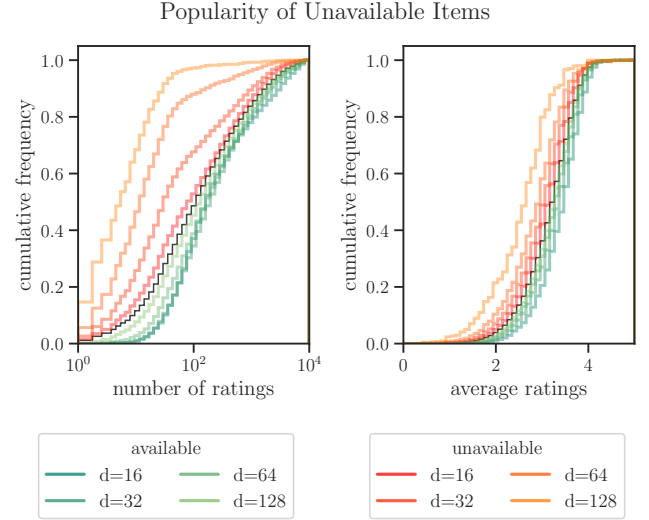 Popularity of Unavailable Items
cumulative frequency
1.0
0.8
0.6
0.4
0.2
0.0
10^0
10^2
10^4
number of ratings
cumulative frequency
1.0
0.8
0.6
0.4
0.2
0.0
0
2
4
average ratings
available
d=16
d=64
d=32
d=128
unavailable
d=16
d=64
d=32
d=128